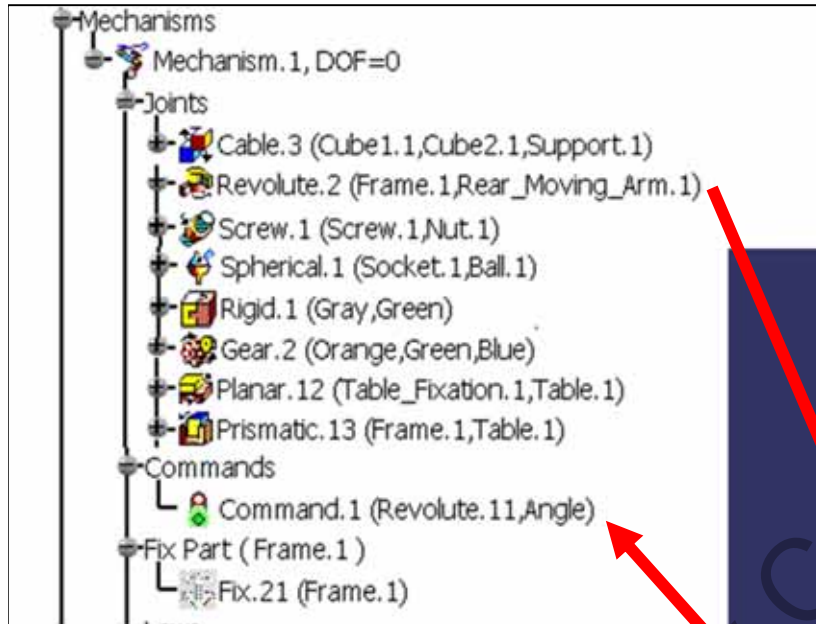 Mechanisms
Mechanism.1, DOF=0
Joints
Cable.3 (Cube1.1,Cube2.1,Support.1)
Revolute.2 (Frame.1,Rear_Moving_Arm.1)
Screw.1 (Screw.1,Nut.1)
Spherical.1 (Socket.1,Ball.1)
Rigid.1 (Gray,Green)
Gear.2 (Orange,Green,Blue)
Planar.12 (Table_Fixation.1,Table.1)
Prismatic.13 (Frame.1,Table.1)
Commands
Command.1 (Revolute.11,Angle)
Fix Part ( Frame.1 )
Fix.21 (Frame.1)